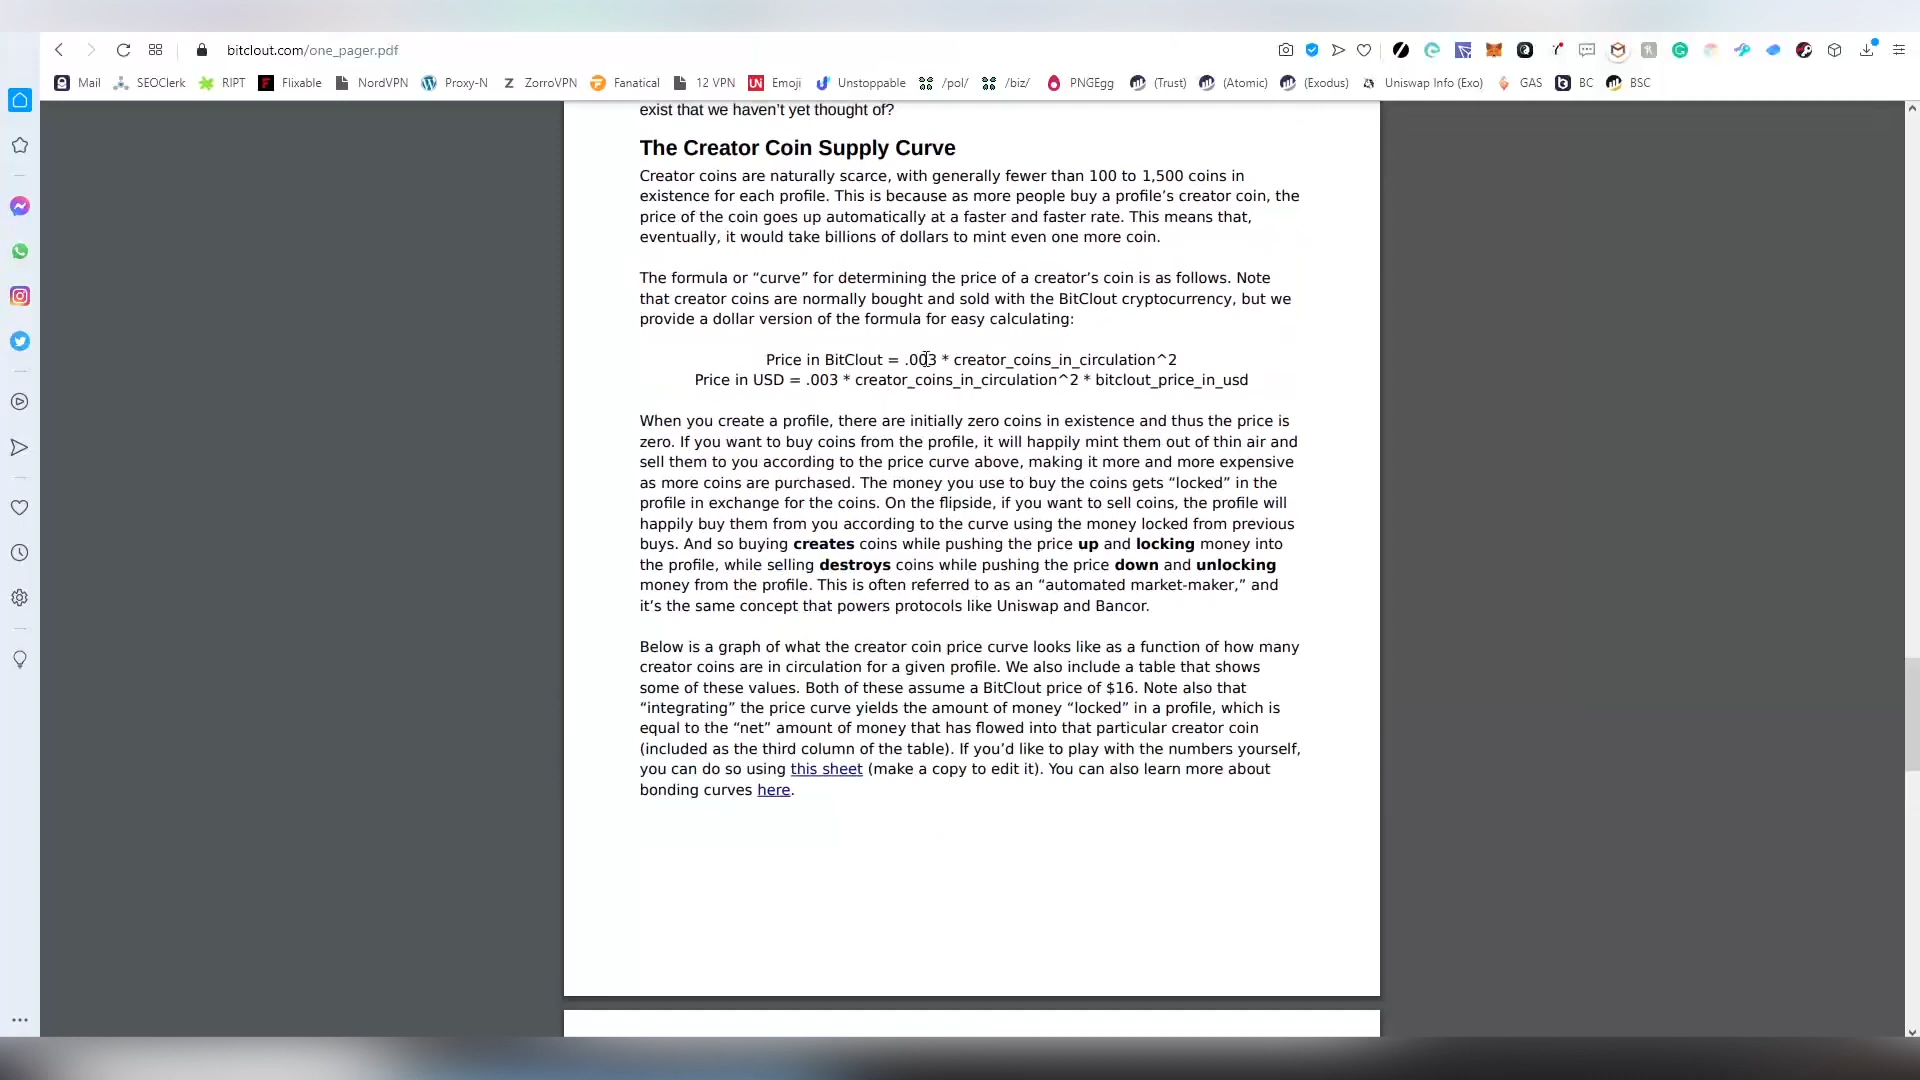 bitclout.com/one_pager.pdf
Mail SEOClerk RIPT Flixable NordVPN Proxy-N ZorroVPN Fanatical 12 VPN Emoji Unstoppable /pol/ /biz/ PNGEgg (Trust) (Atomic) (Exodus) Uniswap Info (Exo) GAS BC BSC
exist that we haven’t yet thought of?
The Creator Coin Supply Curve
Creator coins are naturally scarce, with generally fewer than 100 to 1,500 coins in
existence for each profile. This is because as more people buy a profile’s creator coin, the
price of the coin goes up automatically at a faster and faster rate. This means that,
eventually, it would take billions of dollars to mint even one more coin.
The formula or “curve” for determining the price of a creator’s coin is as follows. Note
that creator coins are normally bought and sold with the BitClout cryptocurrency, but we
provide a dollar version of the formula for easy calculating:
Price in BitClout = .003 * creator_coins_in_circulation^2
Price in USD = .003 * creator_coins_in_circulation^2 * bitclout_price_in_usd
When you create a profile, there are initially zero coins in existence and thus the price is
zero. If you want to buy coins from the profile, it will happily mint them out of thin air and
sell them to you according to the price curve above, making it more and more expensive
as more coins are purchased. The money you use to buy the coins gets “locked” in the
profile in exchange for the coins. On the flipside, if you want to sell coins, the profile will
happily buy them from you according to the curve using the money locked from previous
buys. And so buying creates coins while pushing the price up and locking money into
the profile, while selling destroys coins while pushing the price down and unlocking
money from the profile. This is often referred to as an “automated market-maker,” and
it’s the same concept that powers protocols like Uniswap and Bancor.
Below is a graph of what the creator coin price curve looks like as a function of how many
creator coins are in circulation for a given profile. We also include a table that shows
some of these values. Both of these assume a BitClout price of $16. Note also that
“integrating” the price curve yields the amount of money “locked” in a profile, which is
equal to the “net” amount of money that has flowed into that particular creator coin
(included as the third column of the table). If you’d like to play with the numbers yourself,
you can do so using this sheet (make a copy to edit it). You can also learn more about
bonding curves here.